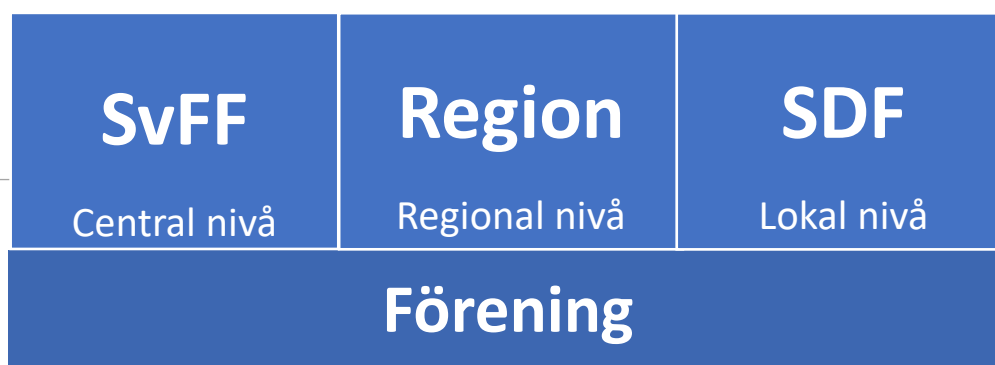 SvFF
Central nivå
Region
Regional nivå
SDF
Lokal nivå
Förening